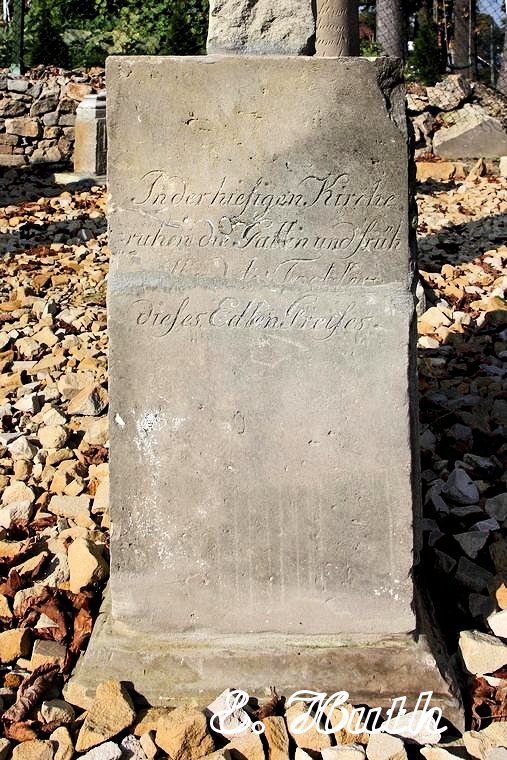 In der hiesigen Kirche
ruhen die Gattin und früh
dieses Edlen Greises.
E. Huth